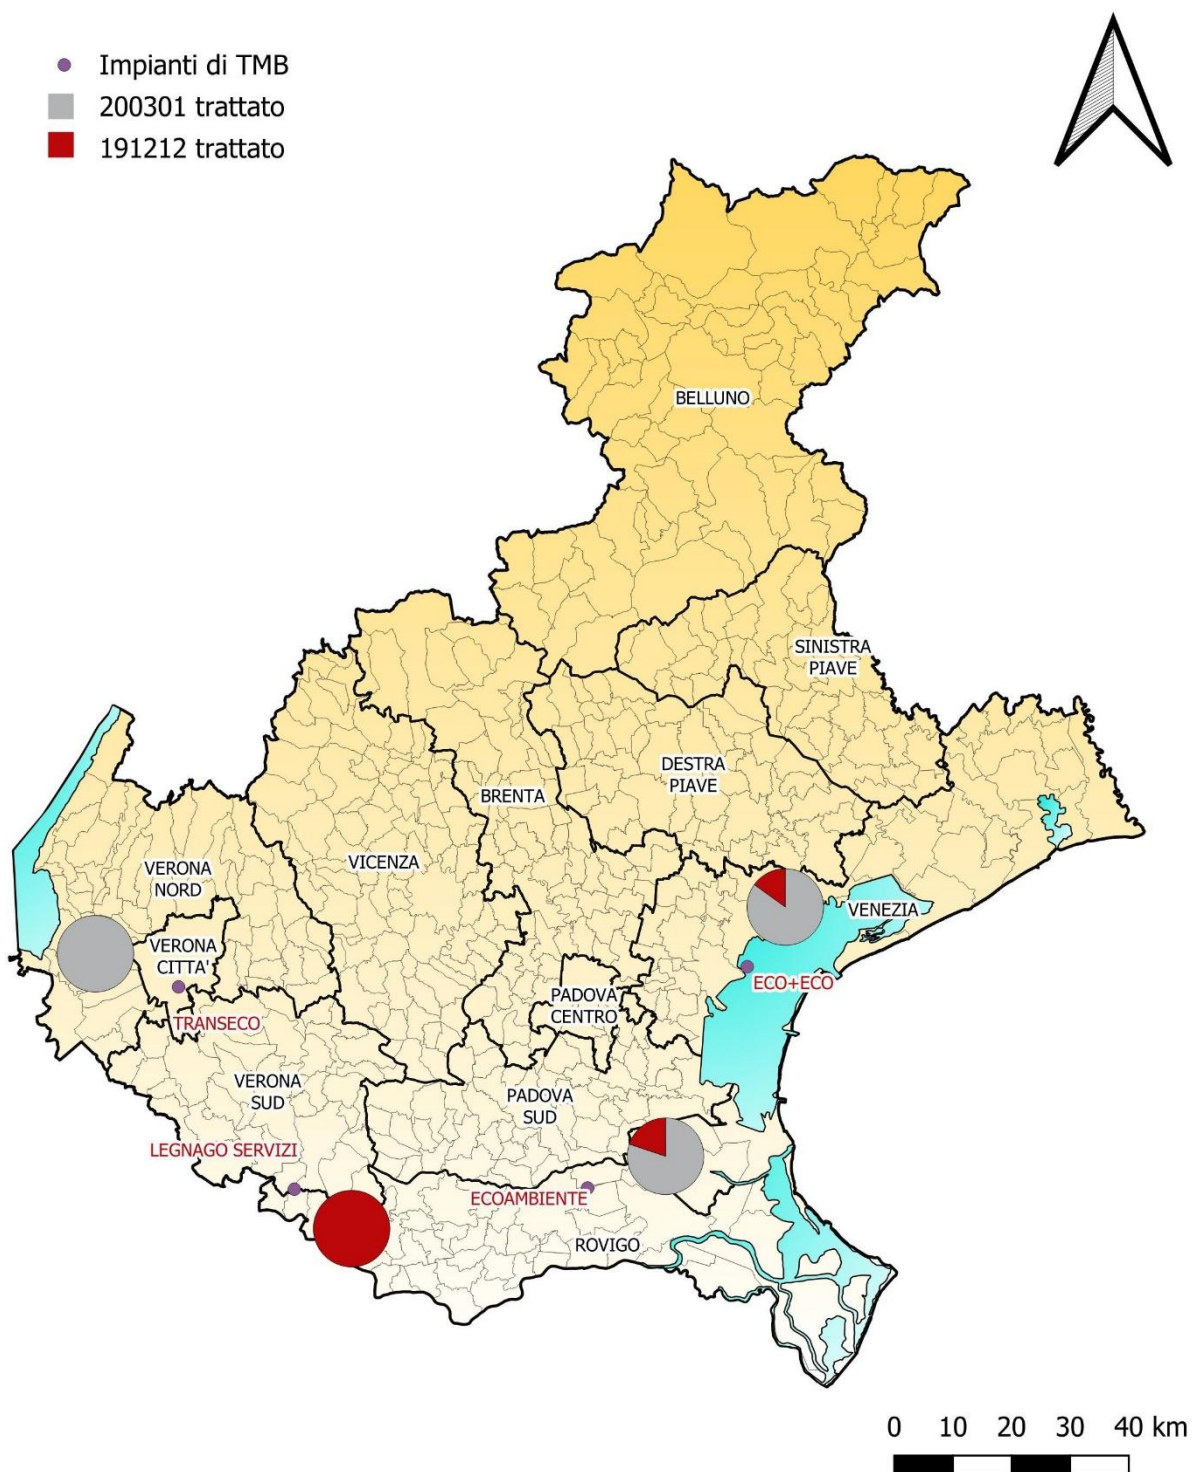 Impianti di TMB
200301 trattato
191212 trattato
BELLUNO
SINISTRA
PIAVE
DESTRA
PIAVE
BRENTA
VICENZA
VERONA
NORD
VENEZIA
VERONA
CITTA'
ECO+ECO
PADOVA
CENTRO
TRANSECO
VERONA
SUD
PADOVA
SUD
LEGNAGO SERVIZI
ECOAMBIENTE
ROVIGO
0 10 20 30 40 km